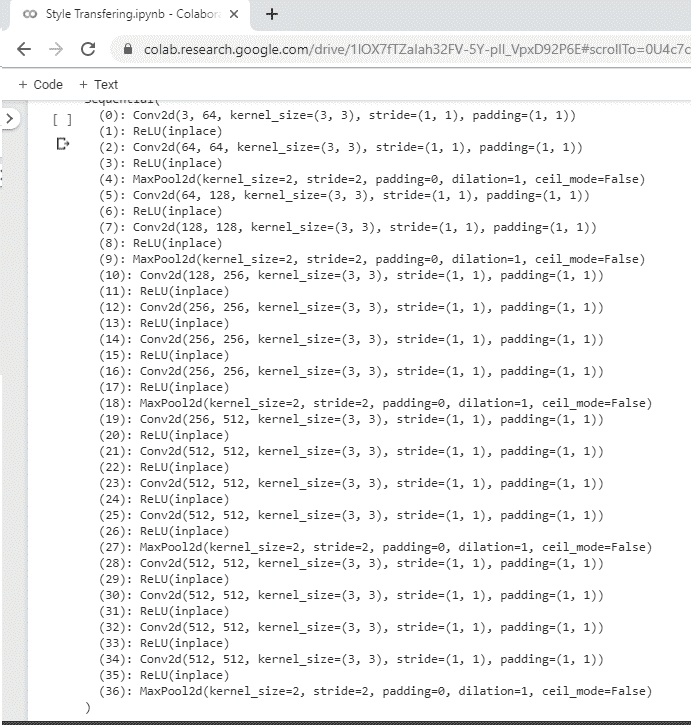 Style Transfering.ipynb - Colabora
colab.research.google.com/drive/1IOX7fTZaIah32FV-5Y-pII_VpxD92P6E#scrollTo=0U4c7c
+ Code + Text
Sequential(
[ ]
(0): Conv2d(3, 64, kernel_size=(3, 3), stride=(1, 1), padding=(1, 1))
(1): ReLU(inplace)
(2): Conv2d(64, 64, kernel_size=(3, 3), stride=(1, 1), padding=(1, 1))
(3): ReLU(inplace)
(4): MaxPool2d(kernel_size=2, stride=2, padding=0, dilation=1, ceil_mode=False)
(5): Conv2d(64, 128, kernel_size=(3, 3), stride=(1, 1), padding=(1, 1))
(6): ReLU(inplace)
(7): Conv2d(128, 128, kernel_size=(3, 3), stride=(1, 1), padding=(1, 1))
(8): ReLU(inplace)
(9): MaxPool2d(kernel_size=2, stride=2, padding=0, dilation=1, ceil_mode=False)
(10): Conv2d(128, 256, kernel_size=(3, 3), stride=(1, 1), padding=(1, 1))
(11): ReLU(inplace)
(12): Conv2d(256, 256, kernel_size=(3, 3), stride=(1, 1), padding=(1, 1))
(13): ReLU(inplace)
(14): Conv2d(256, 256, kernel_size=(3, 3), stride=(1, 1), padding=(1, 1))
(15): ReLU(inplace)
(16): Conv2d(256, 256, kernel_size=(3, 3), stride=(1, 1), padding=(1, 1))
(17): ReLU(inplace)
(18): MaxPool2d(kernel_size=2, stride=2, padding=0, dilation=1, ceil_mode=False)
(19): Conv2d(256, 512, kernel_size=(3, 3), stride=(1, 1), padding=(1, 1))
(20): ReLU(inplace)
(21): Conv2d(512, 512, kernel_size=(3, 3), stride=(1, 1), padding=(1, 1))
(22): ReLU(inplace)
(23): Conv2d(512, 512, kernel_size=(3, 3), stride=(1, 1), padding=(1, 1))
(24): ReLU(inplace)
(25): Conv2d(512, 512, kernel_size=(3, 3), stride=(1, 1), padding=(1, 1))
(26): ReLU(inplace)
(27): MaxPool2d(kernel_size=2, stride=2, padding=0, dilation=1, ceil_mode=False)
(28): Conv2d(512, 512, kernel_size=(3, 3), stride=(1, 1), padding=(1, 1))
(29): ReLU(inplace)
(30): Conv2d(512, 512, kernel_size=(3, 3), stride=(1, 1), padding=(1, 1))
(31): ReLU(inplace)
(32): Conv2d(512, 512, kernel_size=(3, 3), stride=(1, 1), padding=(1, 1))
(33): ReLU(inplace)
(34): Conv2d(512, 512, kernel_size=(3, 3), stride=(1, 1), padding=(1, 1))
(35): ReLU(inplace)
(36): MaxPool2d(kernel_size=2, stride=2, padding=0, dilation=1, ceil_mode=False)
)